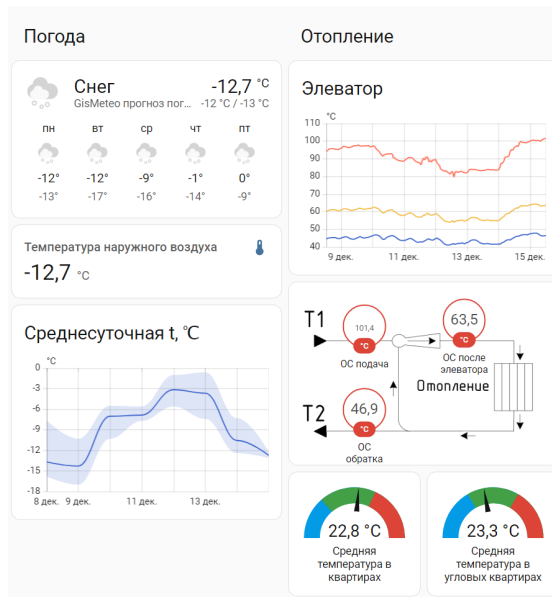 Погода
Снег
-12,7 °C
GisMeteo прогноз пог...
-12 °C / -13 °C
пн вт ср чт пт
-12° -12° -9° -1° 0°
-13° -17° -16° -14° -9°
Температура наружного воздуха
-12,7 °C
Среднесуточная t, ℃
°C
0
-3
-6
-9
-12
-15
-18
8 дек. 9 дек. 11 дек. 13 дек.
Отопление
Элеватор
°C
110
100
90
80
70
60
50
40
9 дек. 11 дек. 13 дек. 15 дек.
T1
101,4
°C
ОС подача
63,5
°C
ОС после
элеватора
Отопление
T2
46,9
°C
ОС
обратка
22,8 °C
Средняя
температура в
квартирах
23,3 °C
Средняя
температура в
угловых квартирах